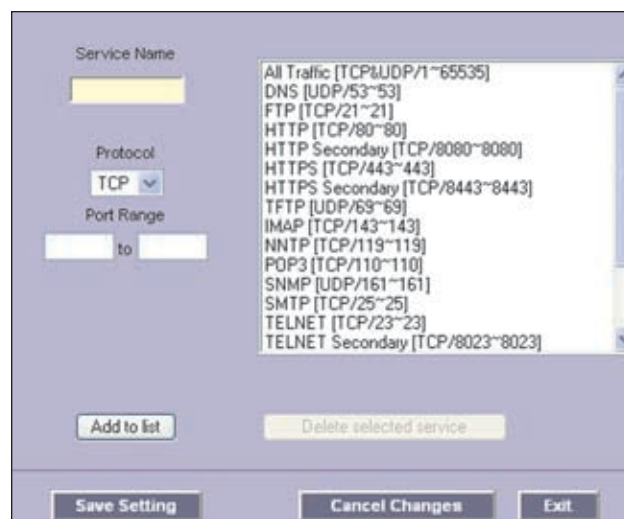 Service Name
Protocol
TCP
Port Range
to
All Traffic [TCP&UDP/1~65535]
DNS [UDP/53~53]
FTP [TCP/21~21]
HTTP [TCP/80~80]
HTTP Secondary [TCP/8080~8080]
HTTPS [TCP/443~443]
HTTPS Secondary [TCP/8443~8443]
TFTP [UDP/69~69]
IMAP [TCP/143~143]
NNTP [TCP/119~119]
POP3 [TCP/110~110]
SNMP [UDP/161~161]
SMTP [TCP/25~25]
TELNET [TCP/23~23]
TELNET Secondary [TCP/8023~8023]
Add to list
Delete selected service
Save Setting
Cancel Changes
Exit